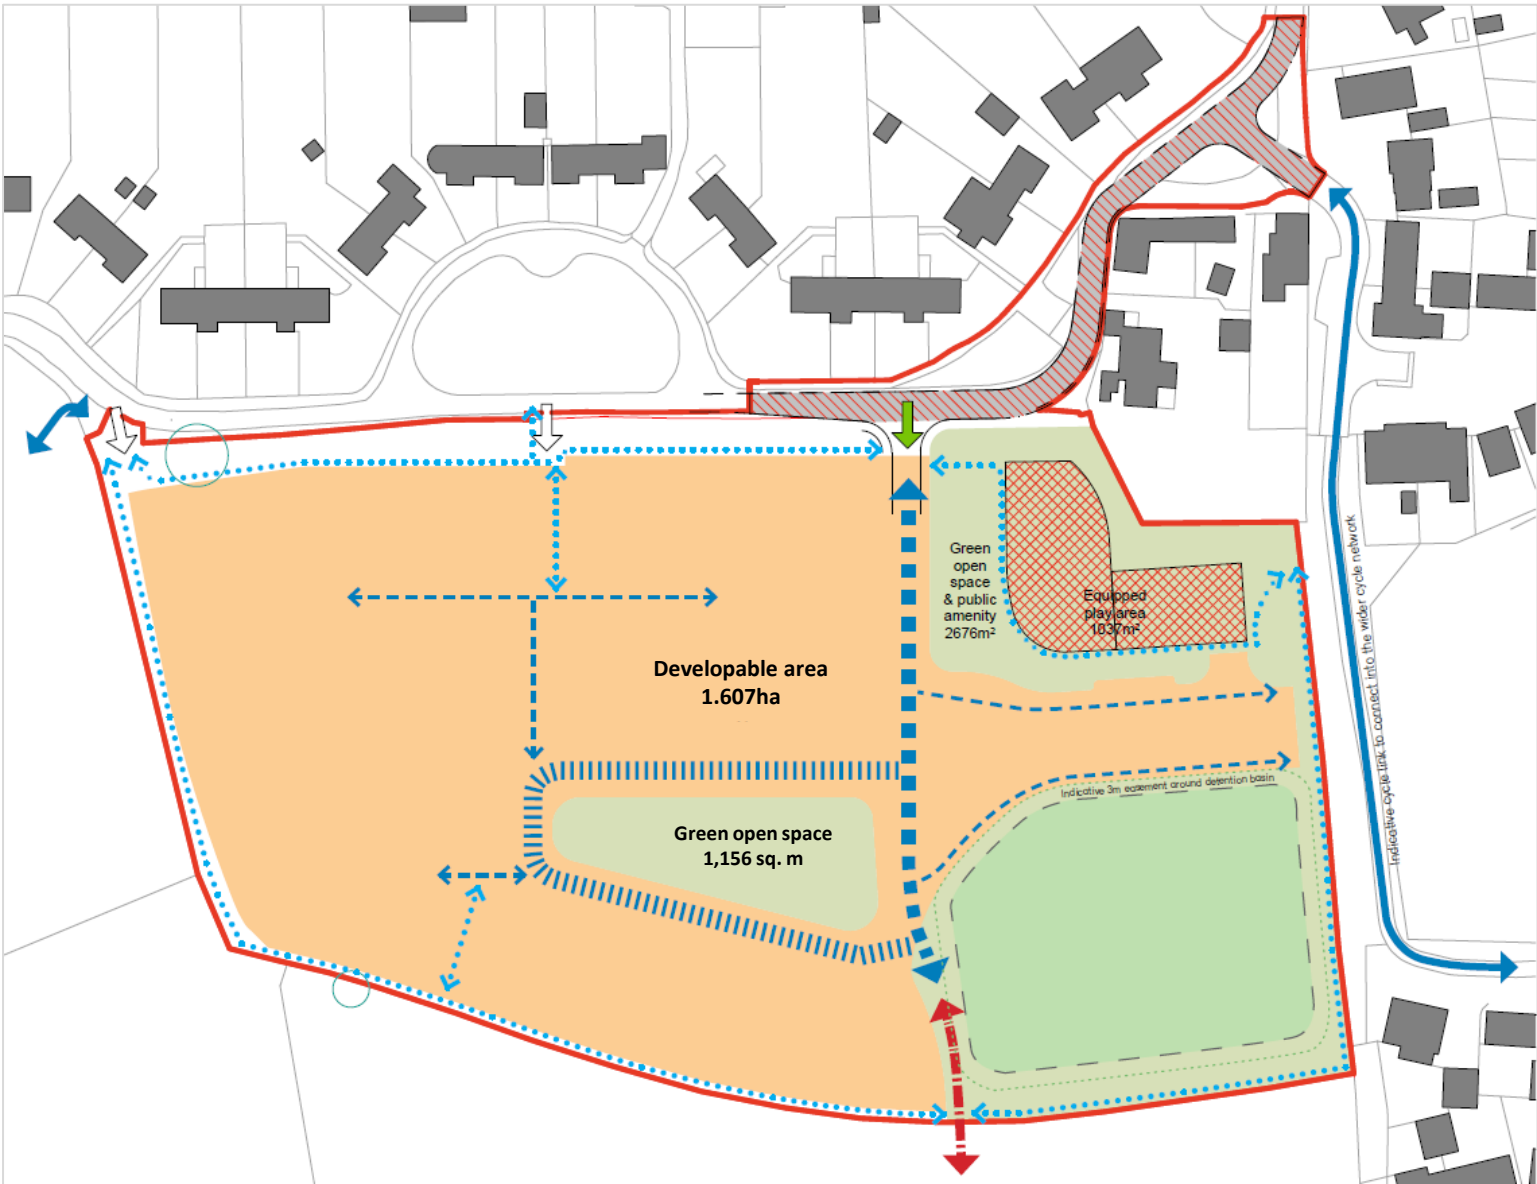 Green
open
space
& public
amenity
2676m²
Equipped
play area
1037m²
Developable area
1.607ha
Indicative 3m easement around detention basin
Green open space
1,156 sq. m
Indicative cycle link to connect into the wider cycle network